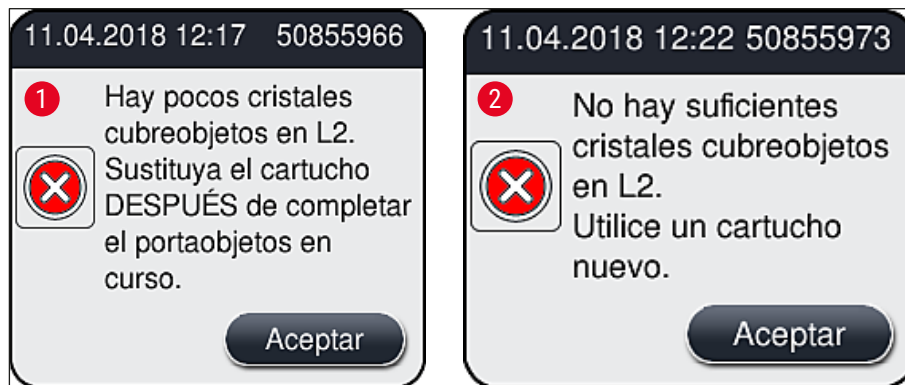 11.04.2018 12:17 50855966
1
Hay pocos cristales
cubreobjetos en L2.
Sustituya el cartucho
DESPUÉS de completar
el portaobjetos en
curso.
Aceptar
11.04.2018 12:22 50855973
2
No hay suficientes
cristales cubreobjetos
en L2.
Utilice un cartucho
nuevo.
Aceptar